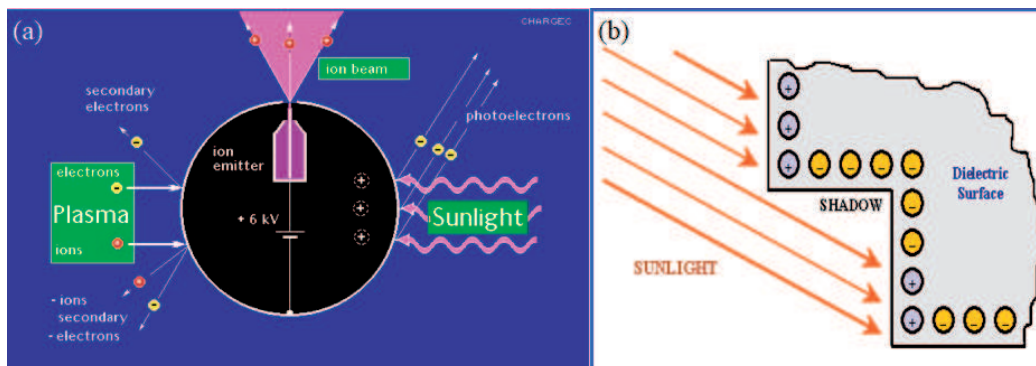 (a)
CHARGEC
ion beam
secondary
electrons
photoelectrons
ion
emitter
electrons
Plasma
+ 6 kV
Sunlight
ions
- ions
secondary
- electrons
(b)
Dielectric
Surface
SHADOW
SUNLIGHT